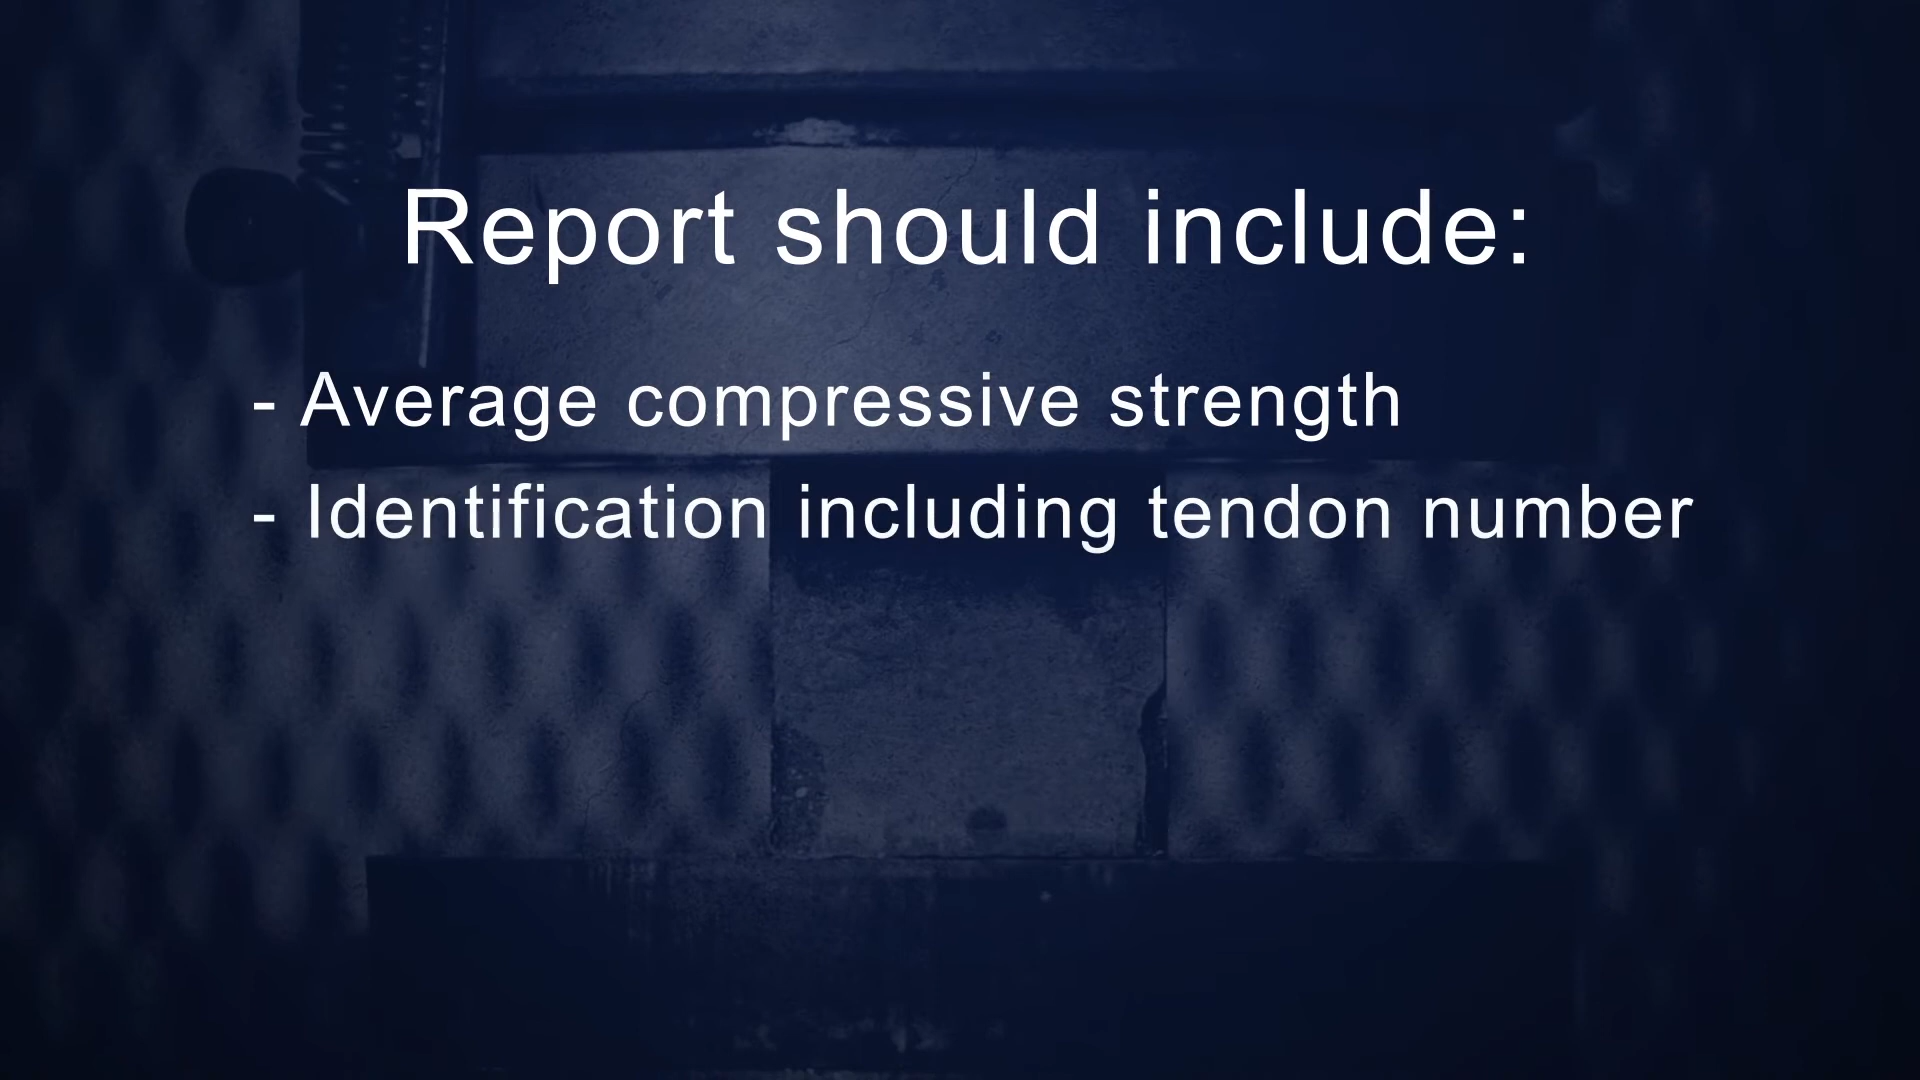 Report should include:
- Average compressive strength
- Identification including tendon number